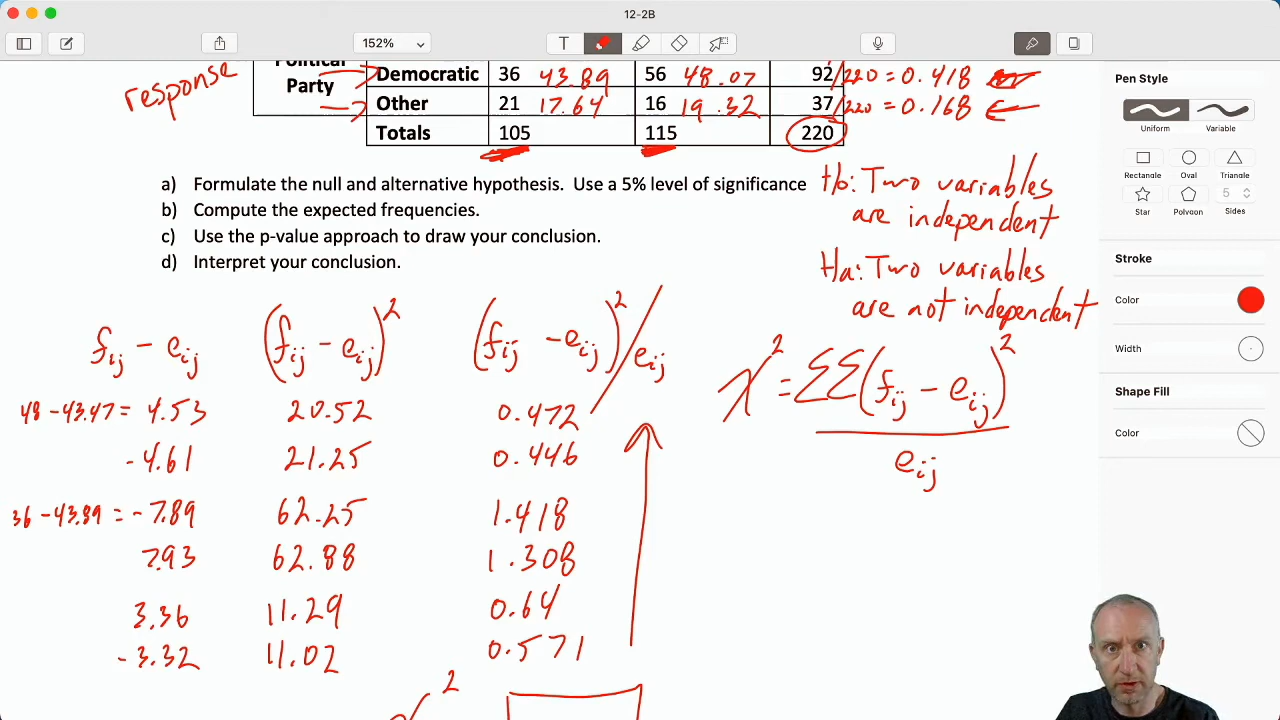 12-2B
152%
T
Political
Party
response
Democratic 36 43.89 56 48.07 92/220 = 0.418
Other 21 17.64 16 19.32 37/220 = 0.168
Totals 105 115 220
a) Formulate the null and alternative hypothesis. Use a 5% level of significance
b) Compute the expected frequencies.
c) Use the p-value approach to draw your conclusion.
d) Interpret your conclusion.
Ho: Two variables
are independent
Ha: Two variables
are not independent
fij - eij (fij - eij)² (fij - eij)²/eij
48 - 43.47 = 4.53 20.52 0.472
-4.61 21.25 0.446
36 - 43.89 = -7.89 62.25 1.418
7.93 62.88 1.308
3.36 11.29 0.64
-3.32 11.02 0.571
χ² = ΣΣ(fij - eij)²
eij
2
Pen Style
Uniform Variable
Rectangle Oval Triangle
Star Polygon 5 Sides
Stroke
Color
Width
Shape Fill
Color